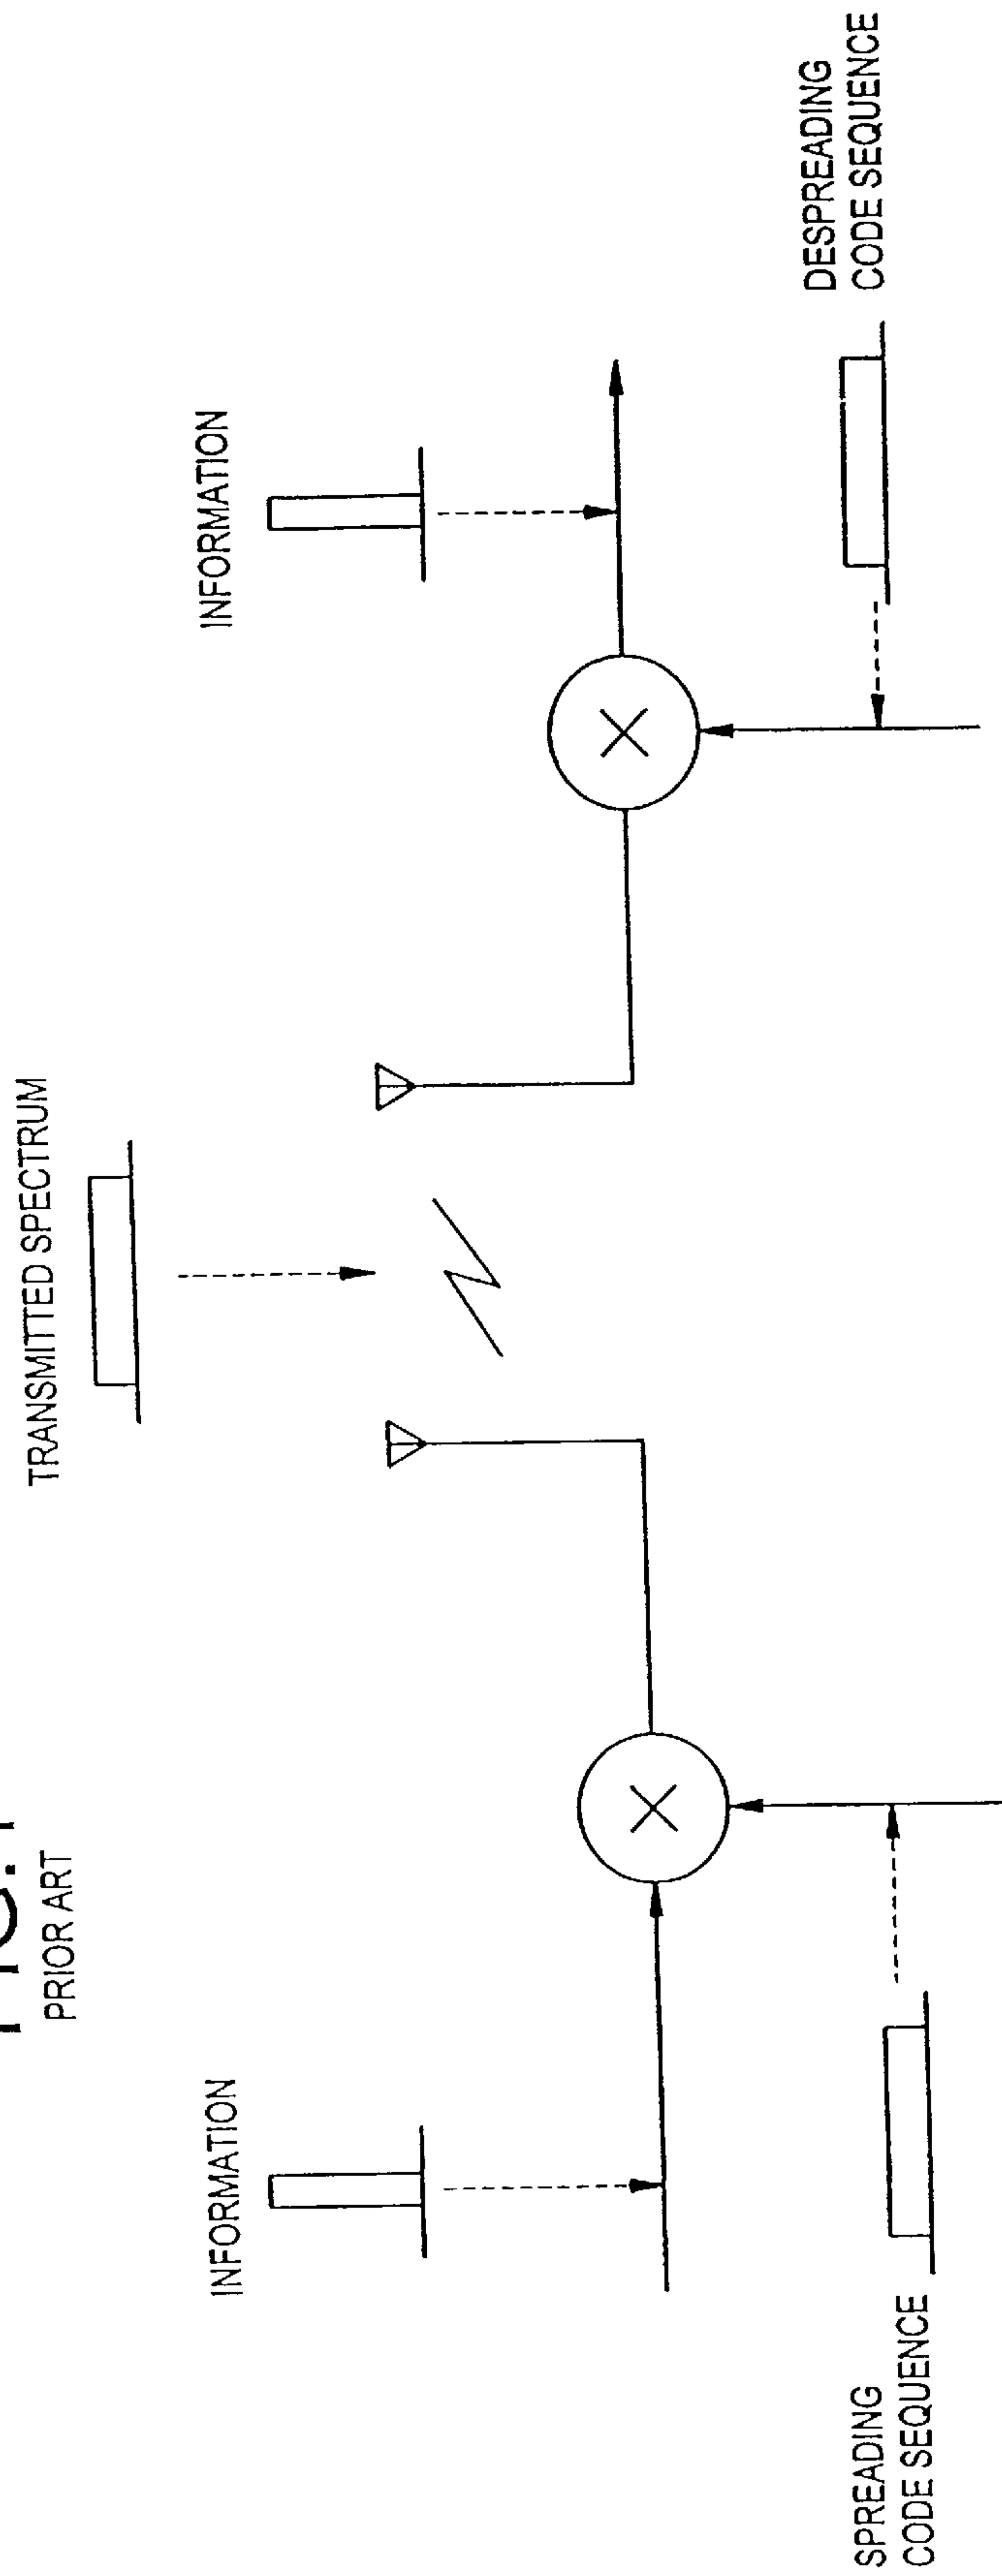 PRIOR ART
TRANSMITTED SPECTRUM
INFORMATION
INFORMATION
SPREADING
CODE SEQUENCE
DESPREADING
CODE SEQUENCE